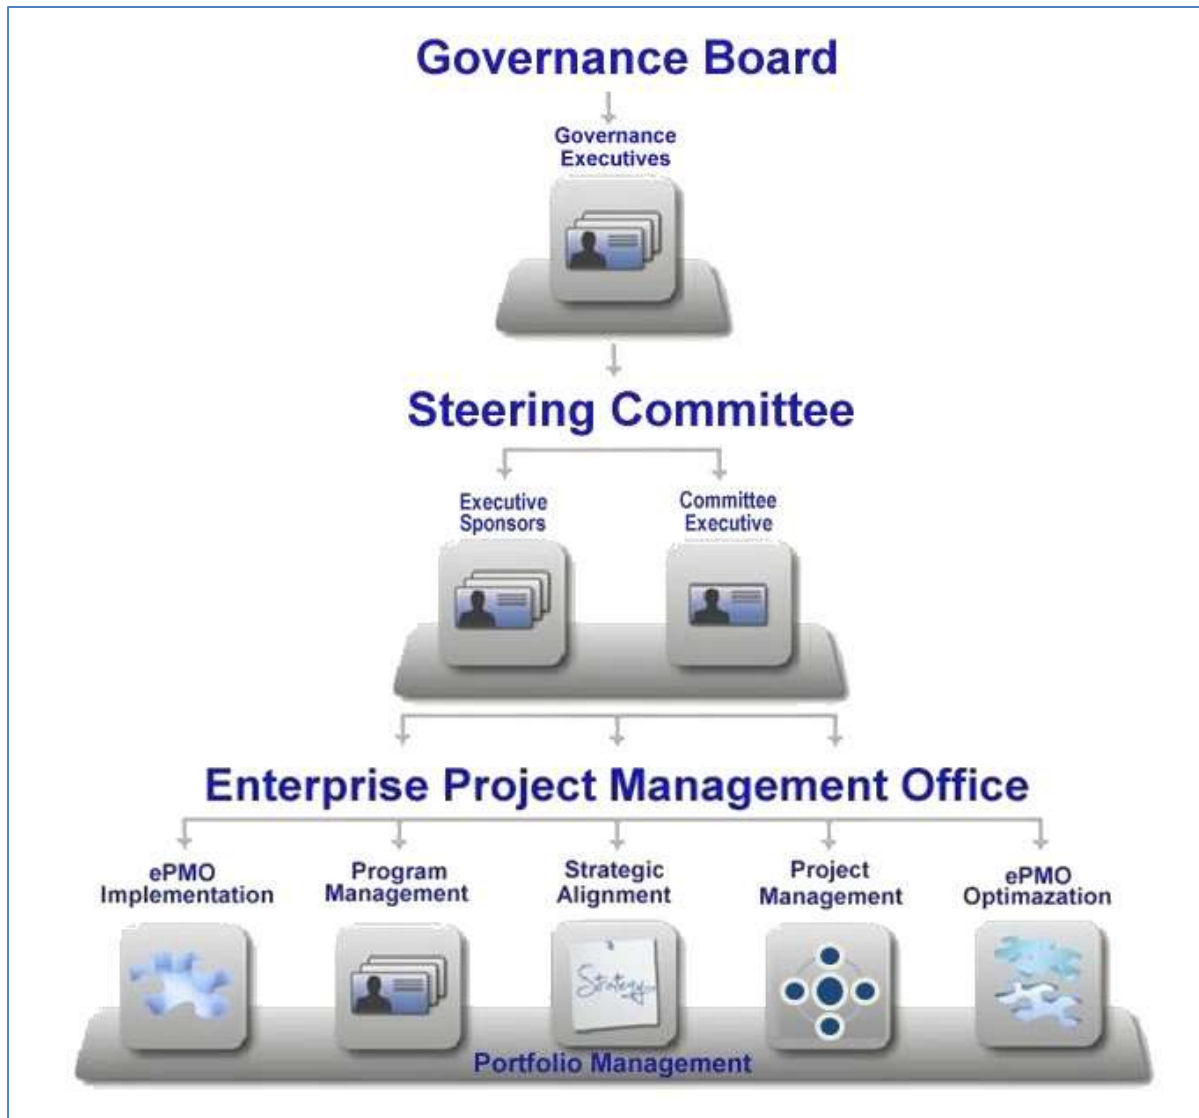 Governance Board
Governance
Executives
Steering Committee
Executive
Sponsors
Committee
Executive
Enterprise Project Management Office
ePMO
Implementation
Program
Management
Strategic
Alignment
Project
Management
ePMO
Optimazation
Strategy
Portfolio Management